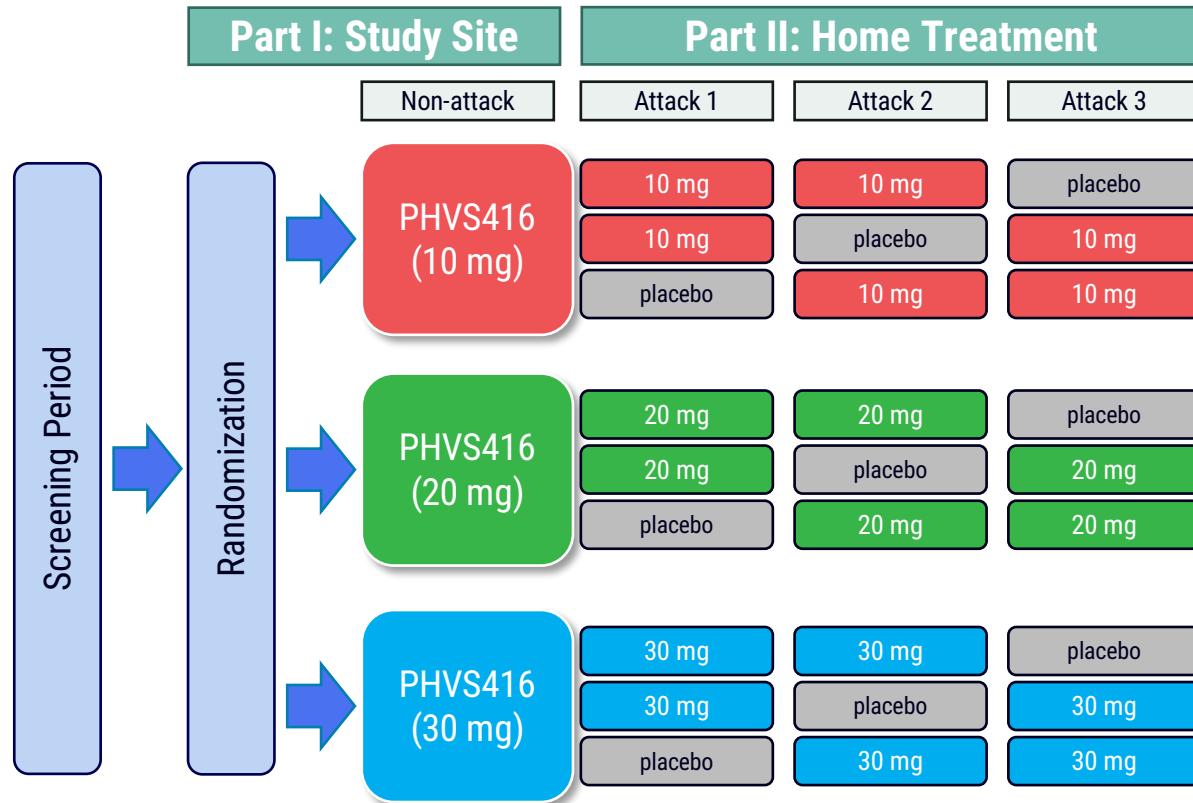 Part I: Study Site
Part II: Home Treatment
Non-attack
Attack 1
Attack 2
Attack 3
Screening Period
Randomization
PHVS416
(10 mg)
10 mg
10 mg
placebo
10 mg
placebo
10 mg
placebo
10 mg
10 mg
PHVS416
(20 mg)
20 mg
20 mg
placebo
20 mg
placebo
20 mg
placebo
20 mg
20 mg
PHVS416
(30 mg)
30 mg
30 mg
placebo
30 mg
placebo
30 mg
placebo
30 mg
30 mg